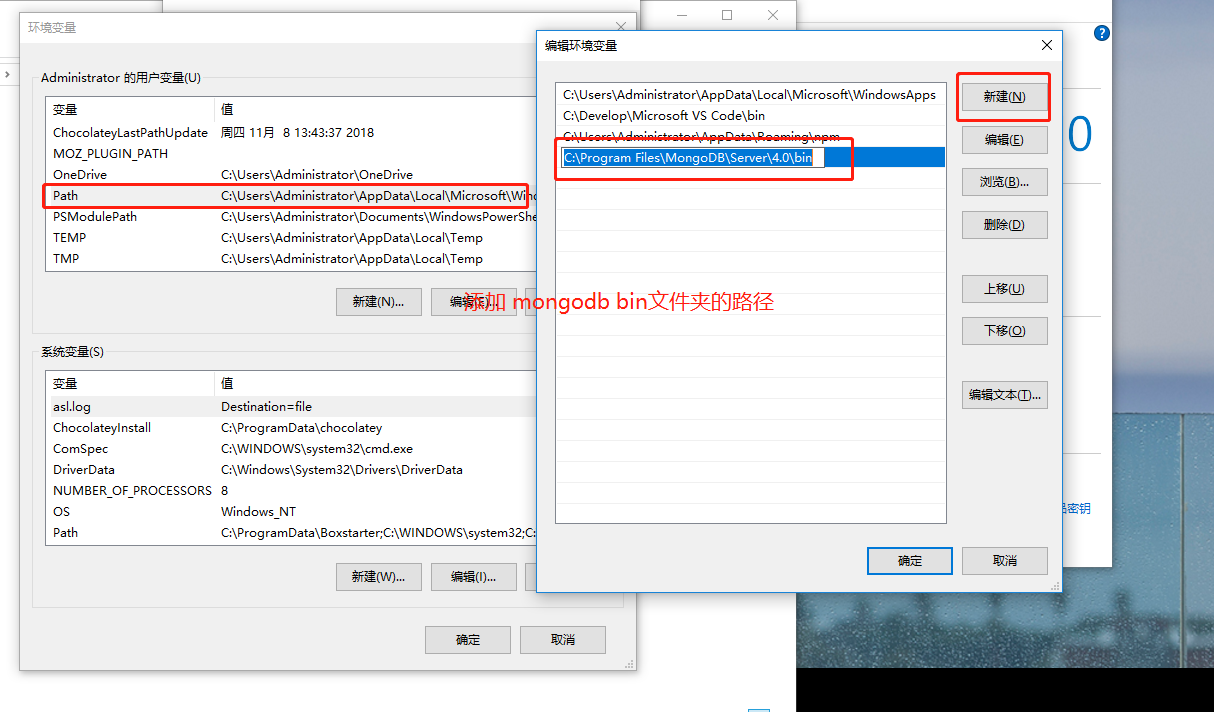 环境变量
Administrator 的用户变量(U)
变量 值
ChocolateyLastPathUpdate 周四 11月  8 13:43:37 2018
MOZ_PLUGIN_PATH
OneDrive C:\Users\Administrator\OneDrive
Path C:\Users\Administrator\AppData\Local\Microsoft\Wind
PSModulePath C:\Users\Administrator\Documents\WindowsPowerShe
TEMP C:\Users\Administrator\AppData\Local\Temp
TMP C:\Users\Administrator\AppData\Local\Temp
新建(N)... 编辑(E)...
系统变量(S)
变量 值
asl.log Destination=file
ChocolateyInstall C:\ProgramData\chocolatey
ComSpec C:\WINDOWS\system32\cmd.exe
DriverData C:\Windows\System32\Drivers\DriverData
NUMBER_OF_PROCESSORS 8
OS Windows_NT
Path C:\ProgramData\Boxstarter;C:\WINDOWS\system32;C:
新建(W)... 编辑(I)...
确定 取消
编辑环境变量
C:\Users\Administrator\AppData\Local\Microsoft\WindowsApps
C:\Develop\Microsoft VS Code\bin
C:\Users\Administrator\AppData\Roaming\npm
C:\Program Files\MongoDB\Server\4.0\bin
添加 mongodb bin文件夹的路径
新建(N)
编辑(E)
浏览(B)...
删除(D)
上移(U)
下移(O)
编辑文本(T)...
确定 取消
?
0
密钥